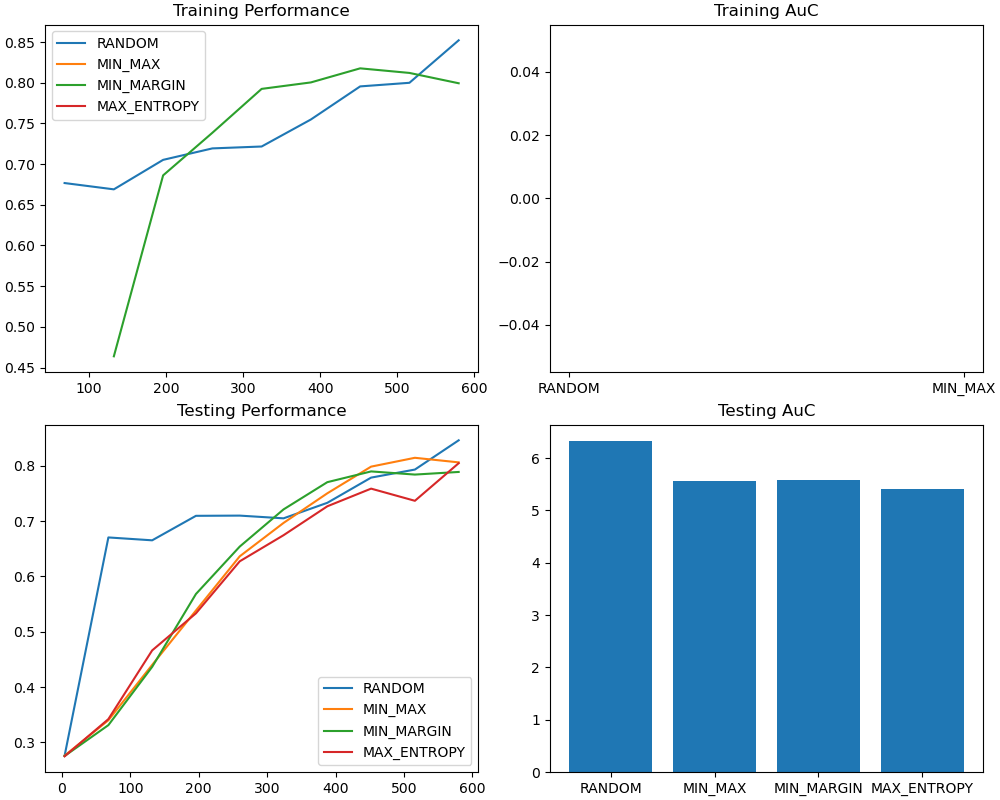 Training Performance
0.85
0.80
0.75
0.70
0.65
0.60
0.55
0.50
0.45
RANDOM
MIN_MAX
MIN_MARGIN
MAX_ENTROPY
100 200 300 400 500 600
Training AuC
0.04
0.02
0.00
−0.02
−0.04
RANDOM MIN_MAX
Testing Performance
0.8
0.7
0.6
0.5
0.4
0.3
RANDOM
MIN_MAX
MIN_MARGIN
MAX_ENTROPY
0 100 200 300 400 500 600
Testing AuC
6
5
4
3
2
1
0
RANDOM MIN_MAX MIN_MARGIN MAX_ENTROPY